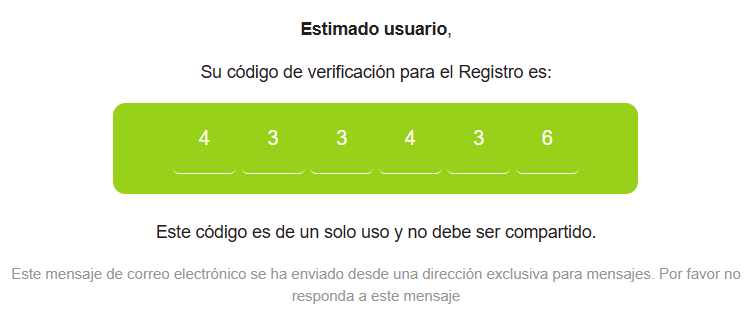 Estimado usuario,
Su código de verificación para el Registro es:
4 3 3 4 3 6
Este código es de un solo uso y no debe ser compartido.
Este mensaje de correo electrónico se ha enviado desde una dirección exclusiva para mensajes. Por favor no
responda a este mensaje